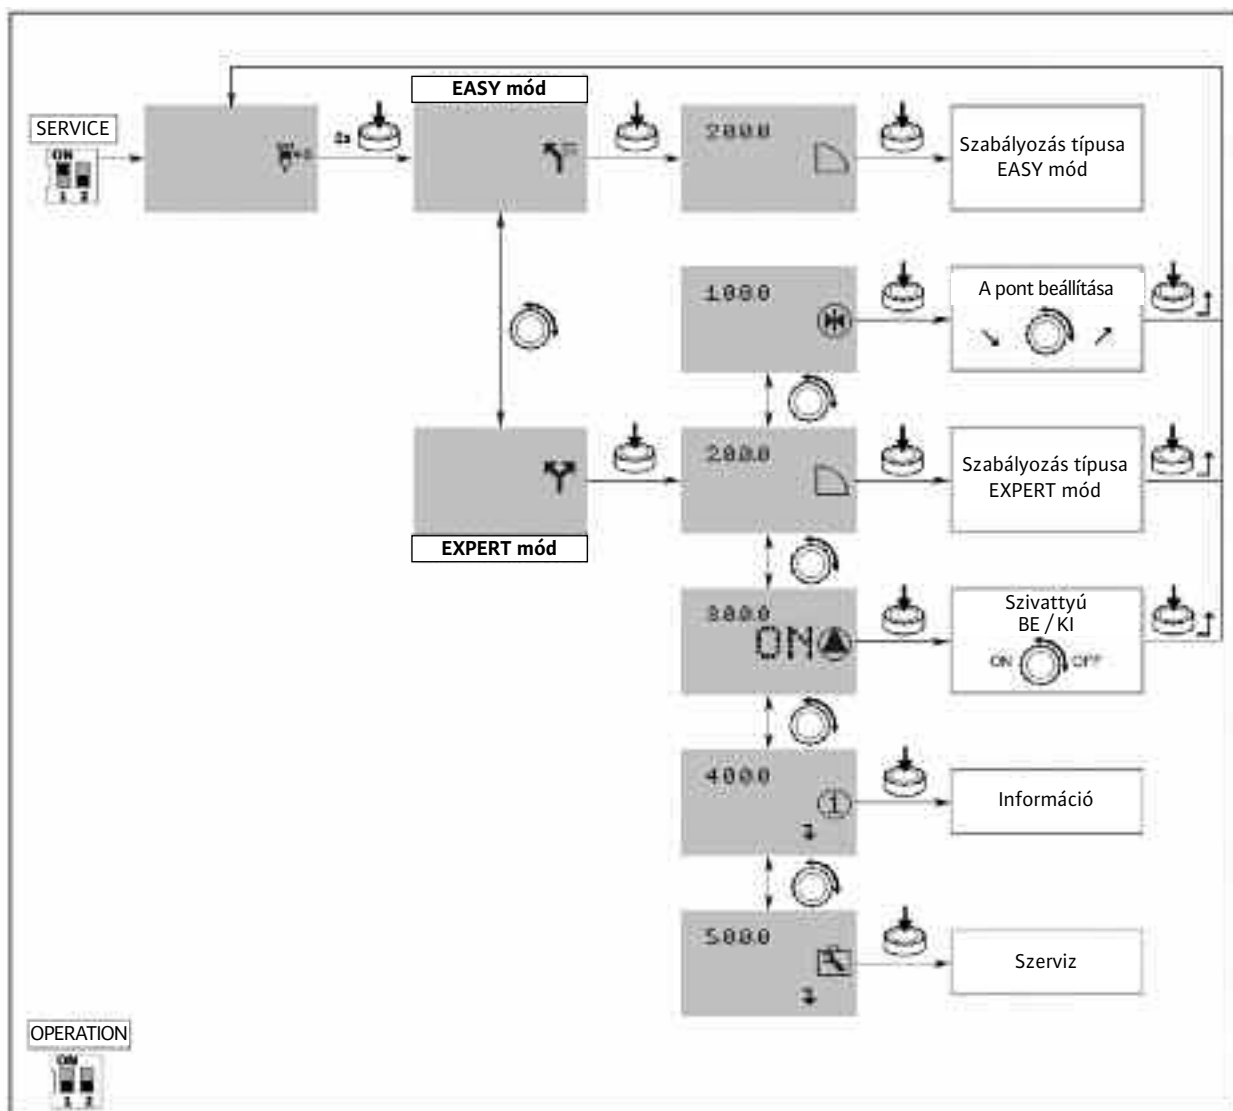 EASY mód
SERVICE
ON
1 2
2.0.0.0
Szabályozás típusa
EASY mód
1.0.0.0
A pont beállítása
2.0.0.0
Szabályozás típusa
EXPERT mód
EXPERT mód
3.0.0.0
ON
Szivattyú
BE / KI
ON OFF
4.0.0.0
Információ
5.0.0.0
Szerviz
OPERATION
ON
1 2